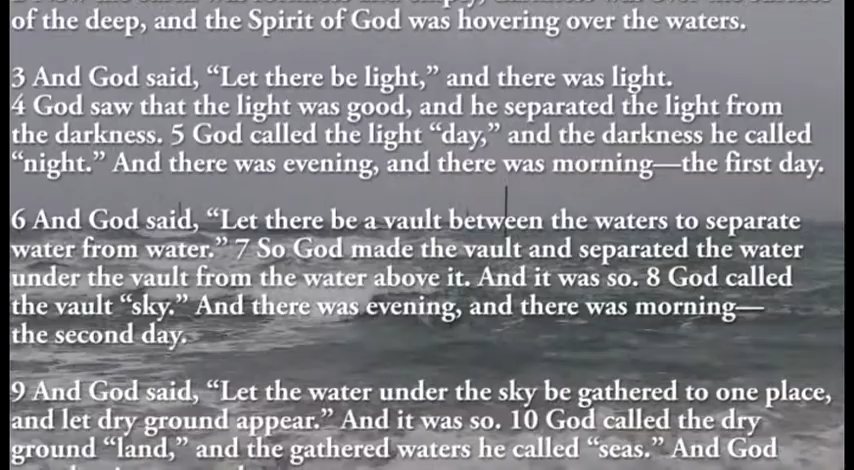 of the deep, and the Spirit of God was hovering over the waters.
3 And God said, “Let there be light,” and there was light.
4 God saw that the light was good, and he separated the light from
the darkness. 5 God called the light “day,” and the darkness he called
“night.” And there was evening, and there was morning—the first day.
6 And God said, “Let there be a vault between the waters to separate
water from water.” 7 So God made the vault and separated the water
under the vault from the water above it. And it was so. 8 God called
the vault “sky.” And there was evening, and there was morning—
the second day.
9 And God said, “Let the water under the sky be gathered to one place,
and let dry ground appear.” And it was so. 10 God called the dry
ground “land,” and the gathered waters he called “seas.” And God